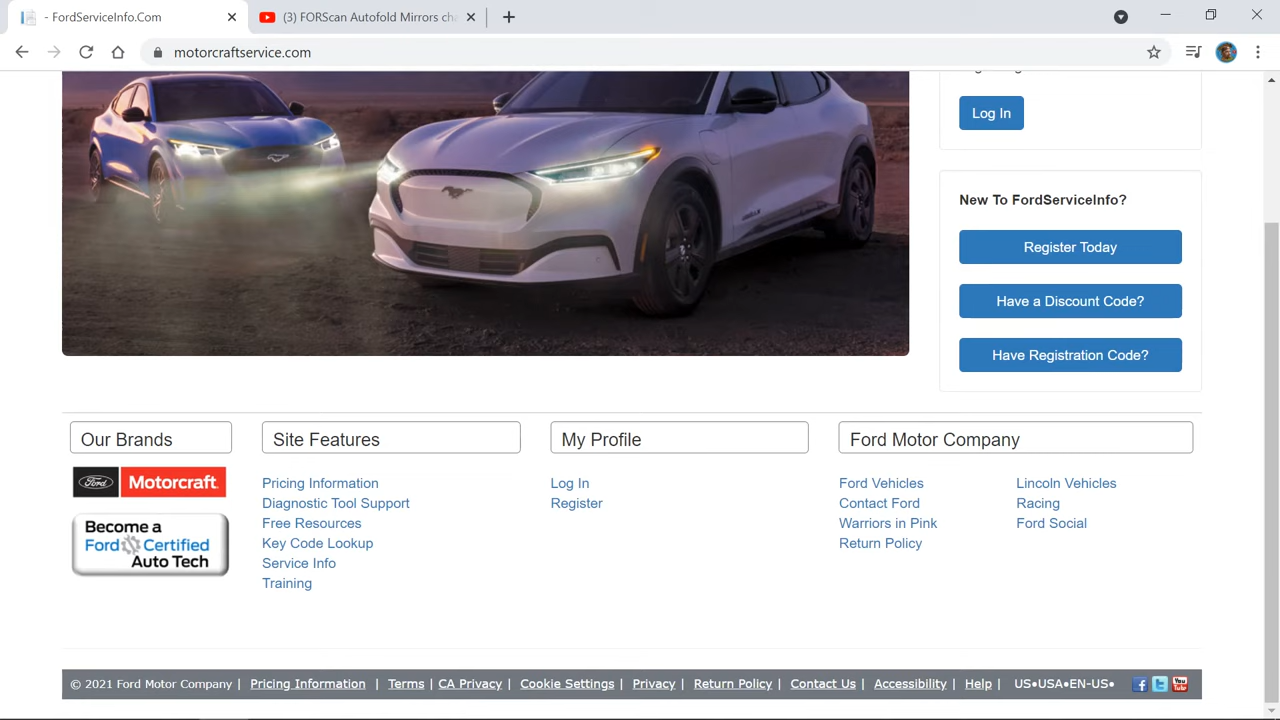 - FordServiceInfo.Com
(3) FORScan Autofold Mirrors cha
motorcraftservice.com
Log In
New To FordServiceInfo?
Register Today
Have a Discount Code?
Have Registration Code?
Our Brands
Site Features
My Profile
Ford Motor Company
Ford Motorcraft
Become a
Ford Certified
Auto Tech
Pricing Information
Diagnostic Tool Support
Free Resources
Key Code Lookup
Service Info
Training
Log In
Register
Ford Vehicles
Contact Ford
Warriors in Pink
Return Policy
Lincoln Vehicles
Racing
Ford Social
© 2021 Ford Motor Company | Pricing Information | Terms | CA Privacy | Cookie Settings | Privacy | Return Policy | Contact Us | Accessibility | Help | US•USA•EN-US• f t You Tube